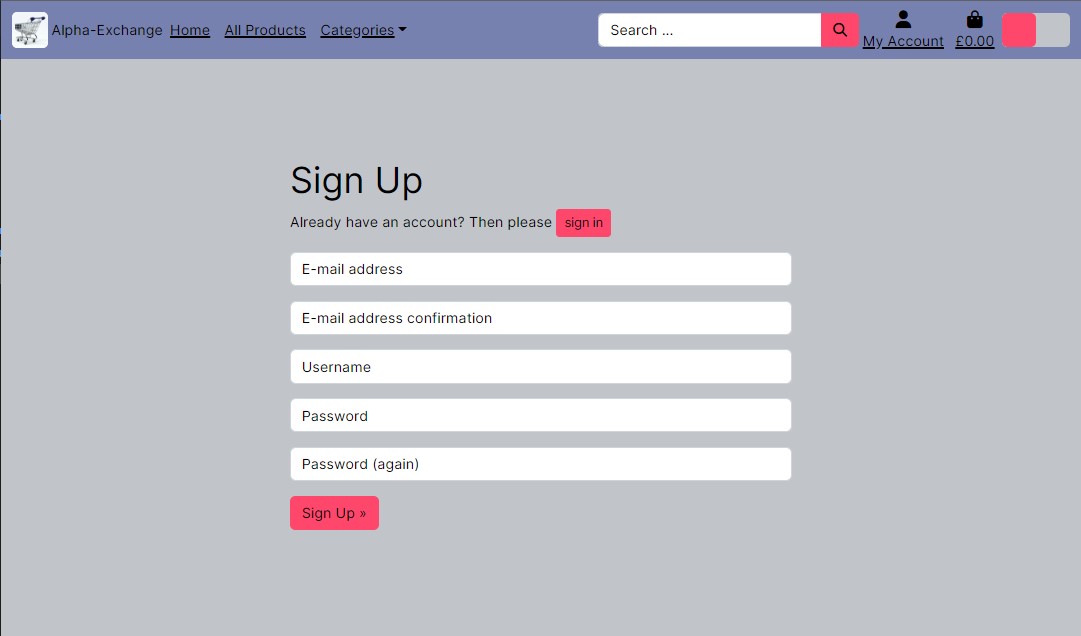 Alpha-Exchange Home All Products Categories Search ... My Account £0.00
Sign Up
Already have an account? Then please sign in
E-mail address
E-mail address confirmation
Username
Password
Password (again)
Sign Up »